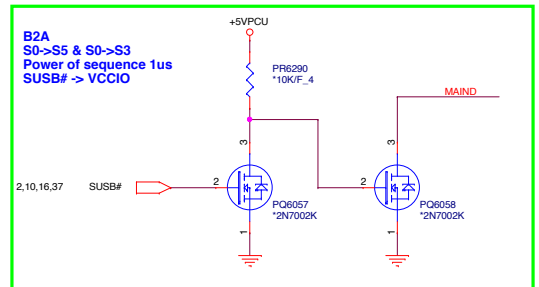 B2A
S0->S5 & S0->S3
Power of sequence 1us
SUSB# -> VCCIO
+5VPCU
PR6290
*10K/F_4
MAIND
3
3
2,10,16,37 SUSB#
2
2
PQ6057
*2N7002K
PQ6058
*2N7002K
1
1